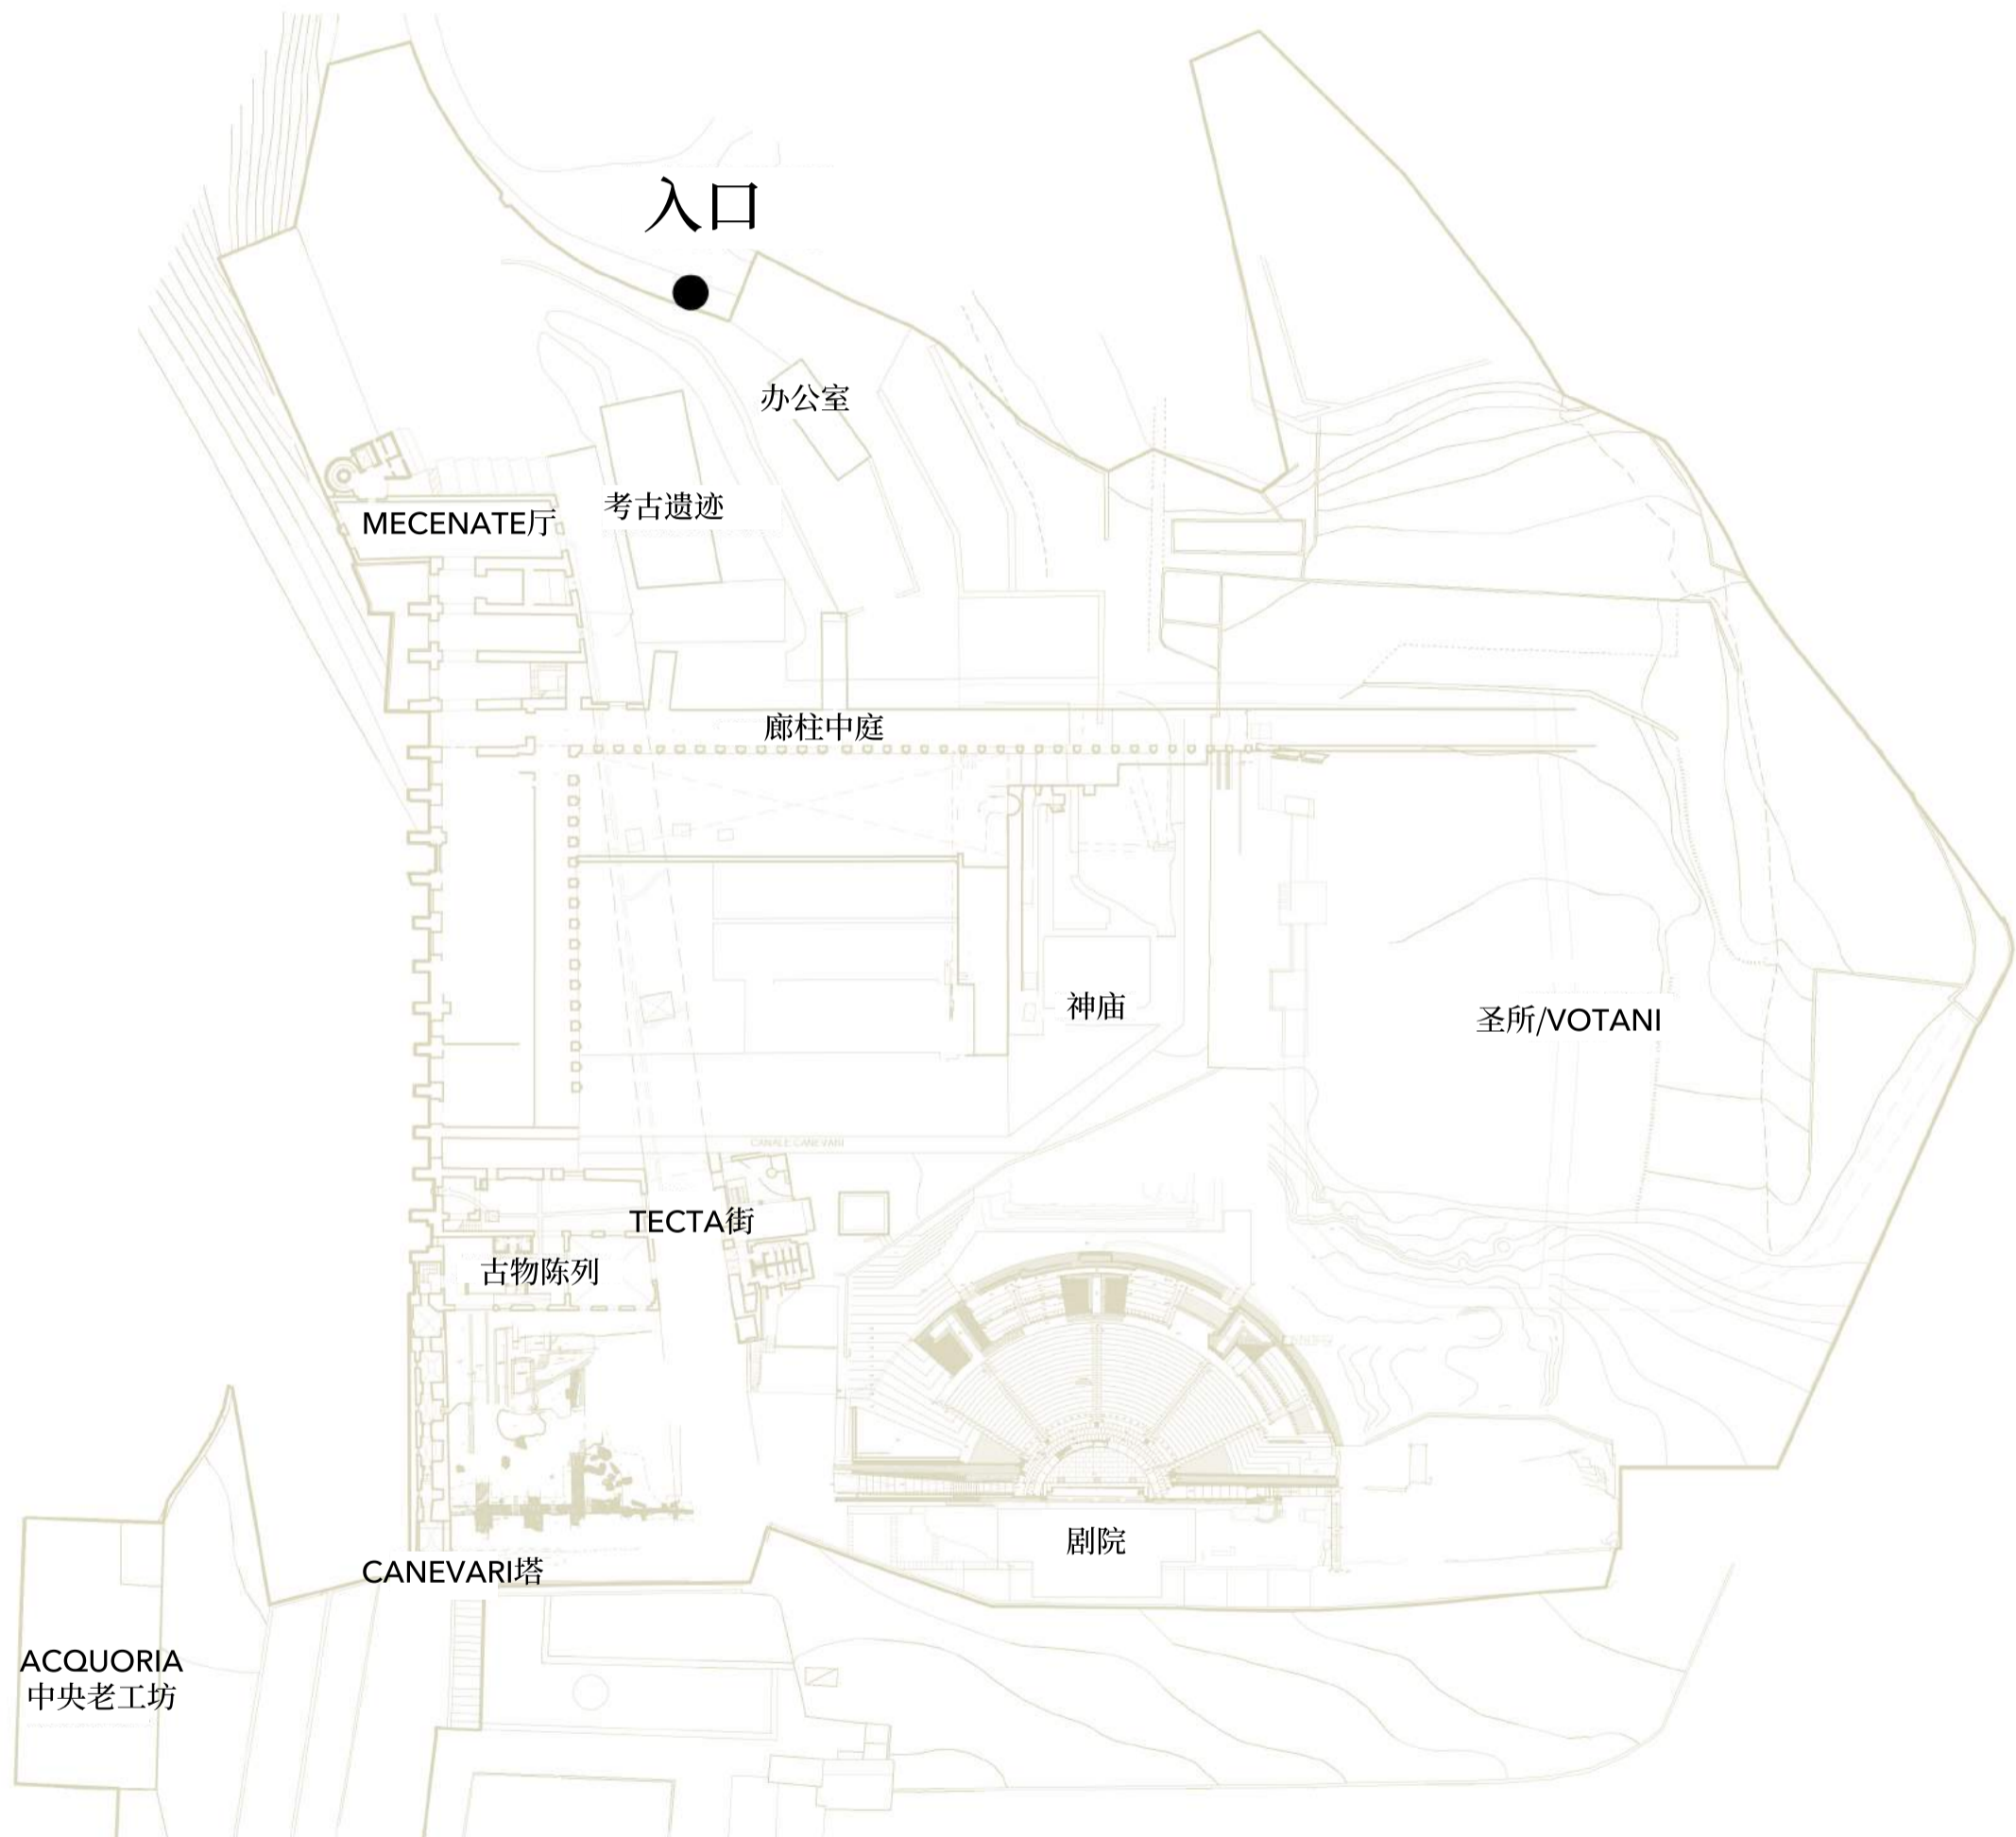 入口
办公室
考古遗迹
MECENATE厅
廊柱中庭
神庙
圣所/VOTANI
CANALE CANEVARI
TECTA街
古物陈列
剧院
CANEVARI塔
ACQUORIA
中央老工坊